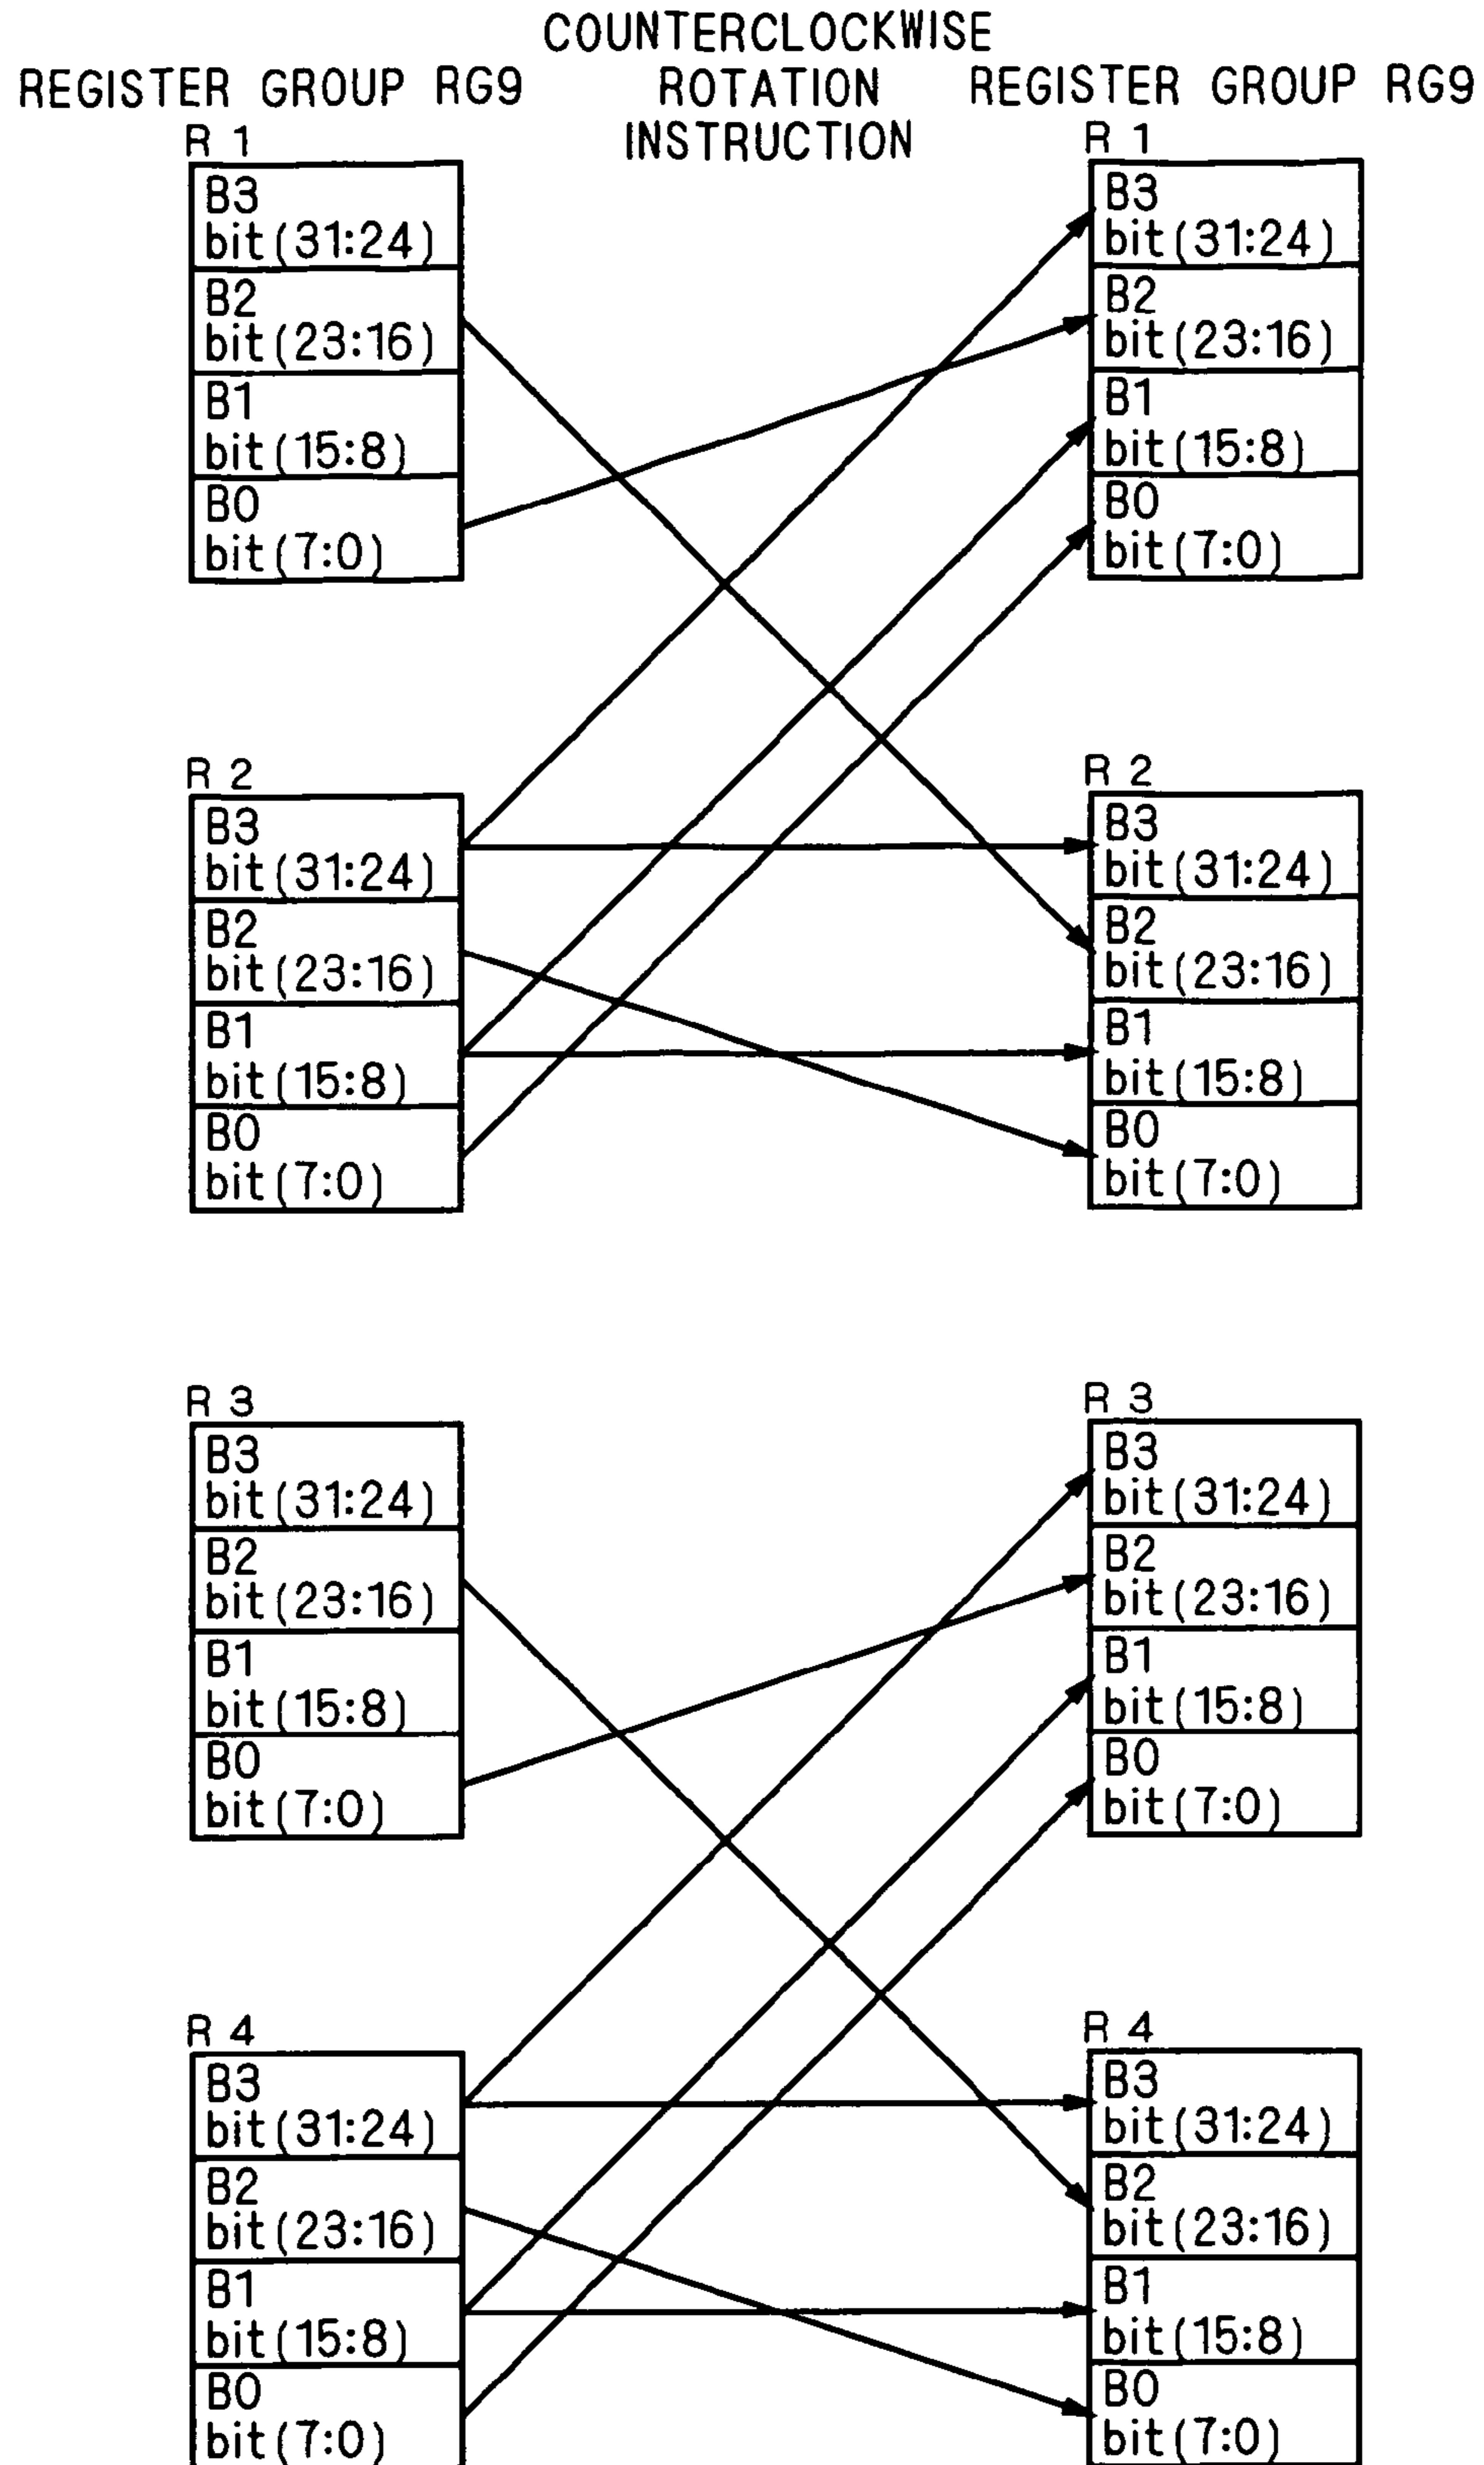 COUNTERCLOCKWISE
REGISTER GROUP RG9 ROTATION REGISTER GROUP RG9
INSTRUCTION
R 1
B3
bit(31:24)
B2
bit(23:16)
B1
bit(15:8)
B0
bit(7:0)
R 1
B3
bit(31:24)
B2
bit(23:16)
B1
bit(15:8)
B0
bit(7:0)
R 2
B3
bit(31:24)
B2
bit(23:16)
B1
bit(15:8)
B0
bit(7:0)
R 2
B3
bit(31:24)
B2
bit(23:16)
B1
bit(15:8)
B0
bit(7:0)
R 3
B3
bit(31:24)
B2
bit(23:16)
B1
bit(15:8)
B0
bit(7:0)
R 3
B3
bit(31:24)
B2
bit(23:16)
B1
bit(15:8)
B0
bit(7:0)
R 4
B3
bit(31:24)
B2
bit(23:16)
B1
bit(15:8)
B0
bit(7:0)
R 4
B3
bit(31:24)
B2
bit(23:16)
B1
bit(15:8)
B0
bit(7:0)